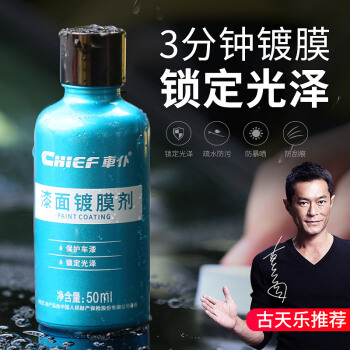 3分钟镀膜
锁定光泽
锁定光泽 疏水防污 防暴晒 防刮痕
CHIEF 車仆
漆面镀膜剂
PAINT COATING
保护车漆
锁定光泽
净含量:50ml
古天乐推荐